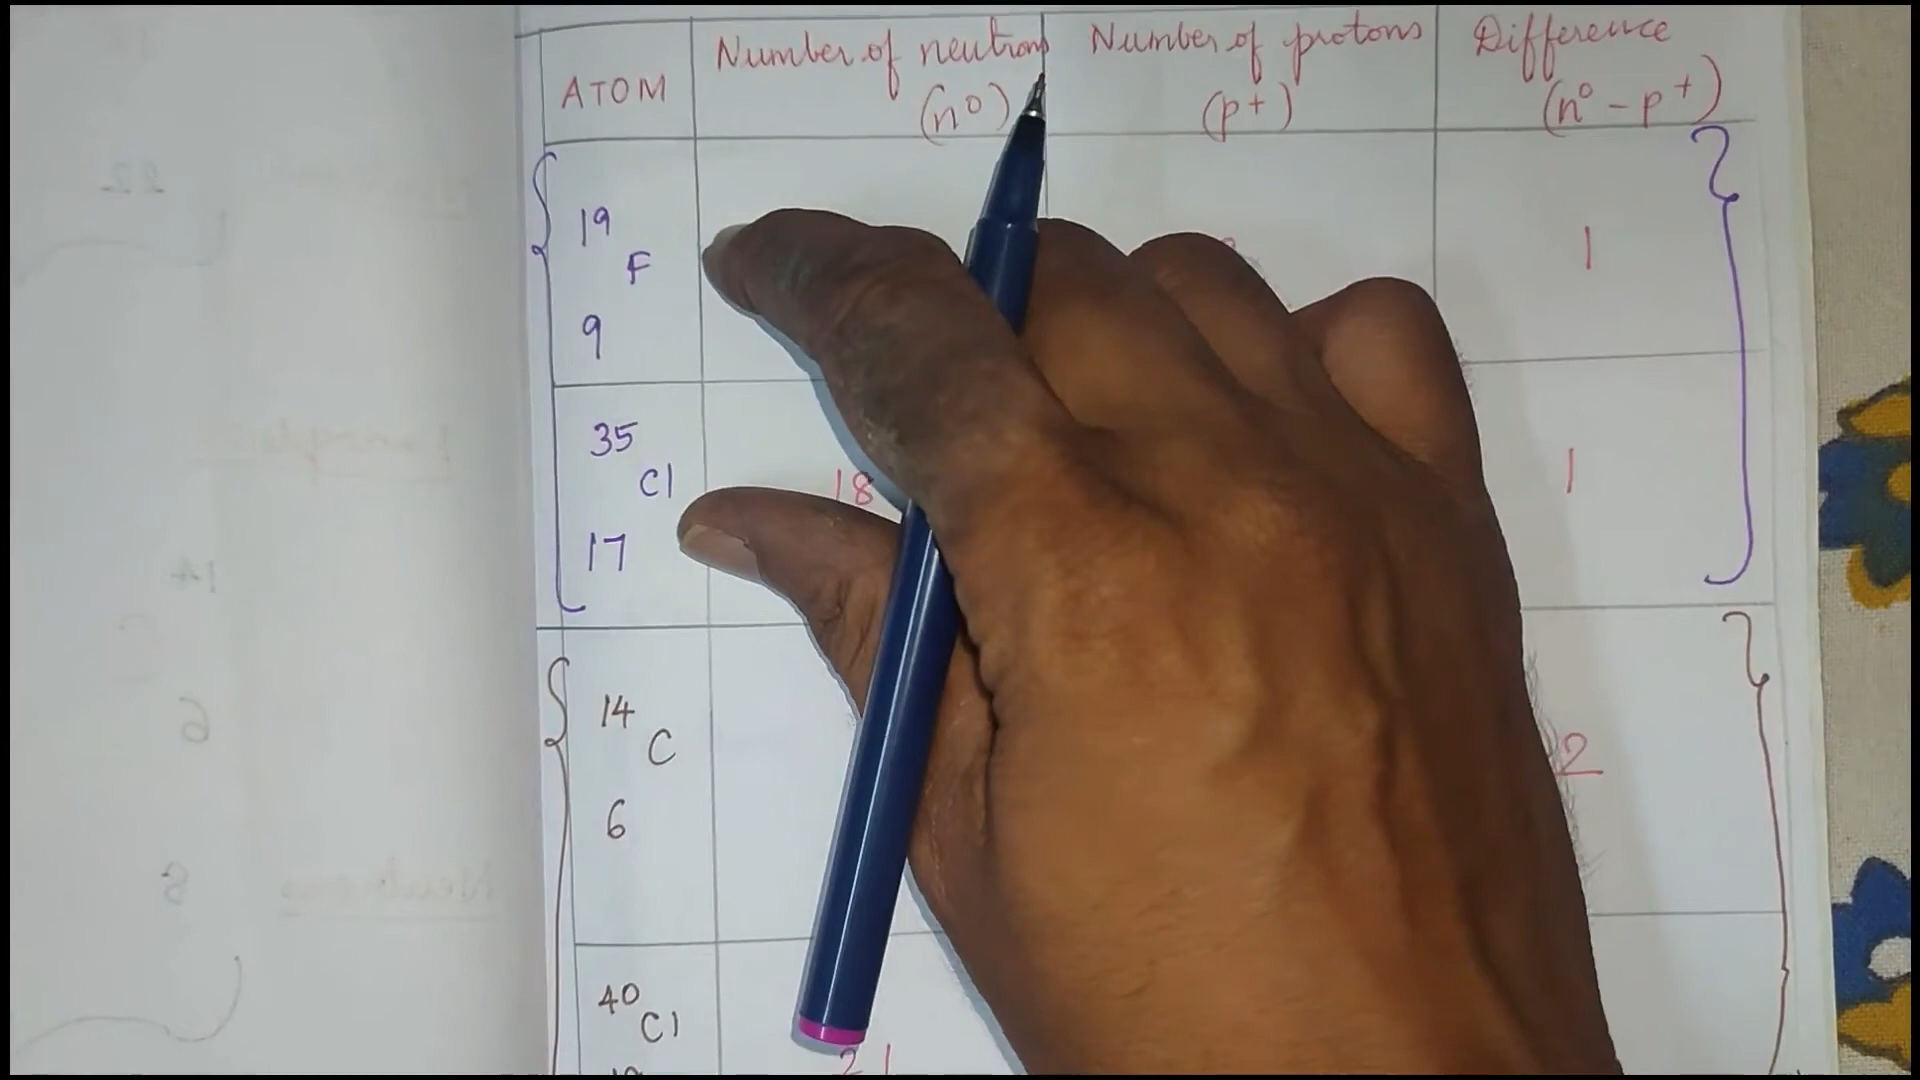 ATOM
Number of neutrons
(n⁰)
Number of protons
(p+)
Difference
(n⁰ - p+)
19
F
9
1
35
Cl
17
18
1
14
C
6
2
40
Cl
21